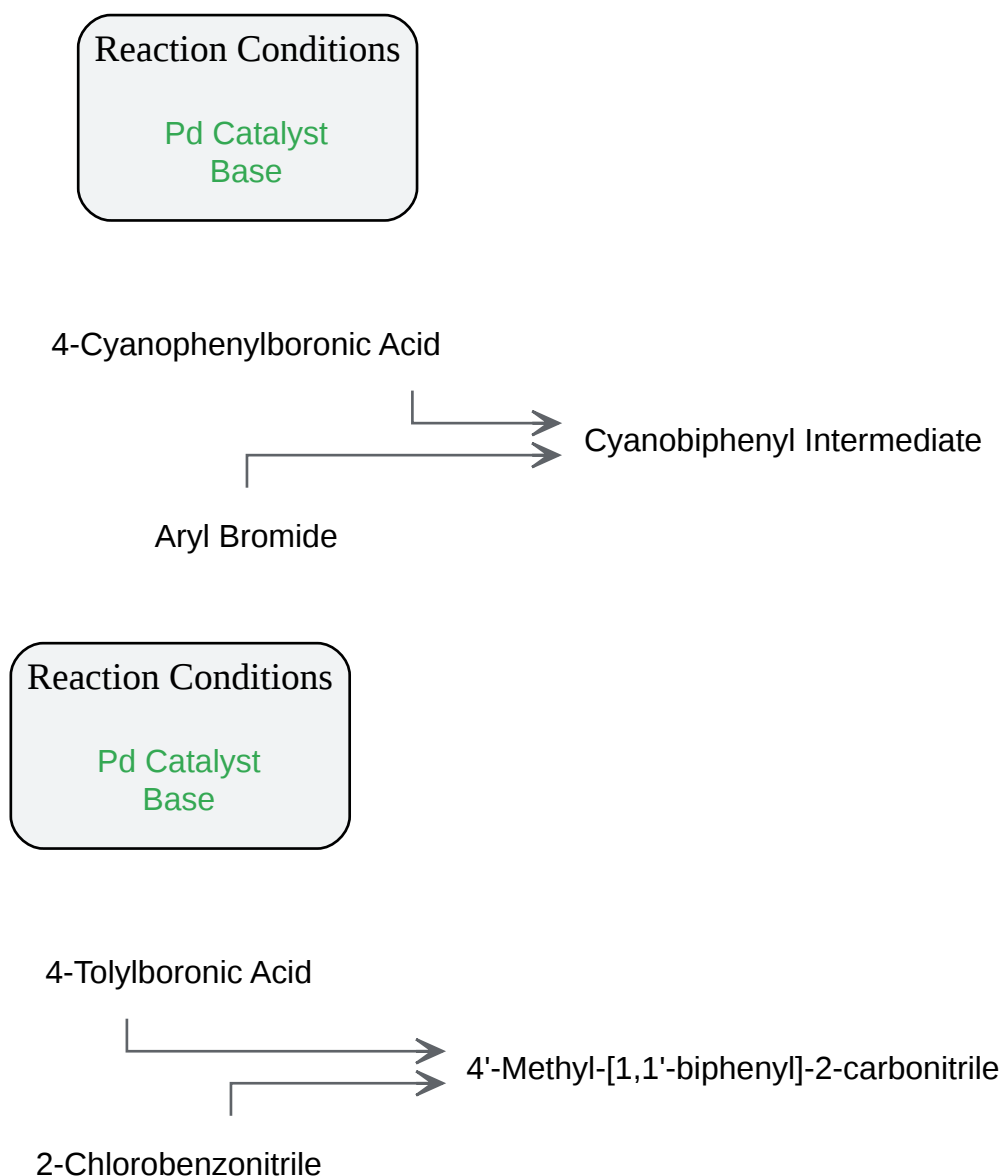 Reaction Conditions
Pd Catalyst
Base
4-Cyanophenylboronic Acid
Cyanobiphenyl Intermediate
Aryl Bromide
Reaction Conditions
Pd Catalyst
Base
4-Tolylboronic Acid
4'-Methyl-[1,1'-biphenyl]-2-carbonitrile
2-Chlorobenzonitrile